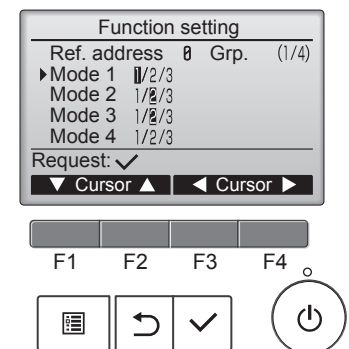 Function setting
Ref. address 0 Grp. (1/4)
Mode 1 1/2/3
Mode 2 1/2/3
Mode 3 1/2/3
Mode 4 1/2/3
Request: ✓
▼ Cursor ▲ ◀ Cursor ▶
F1 F2 F3 F4